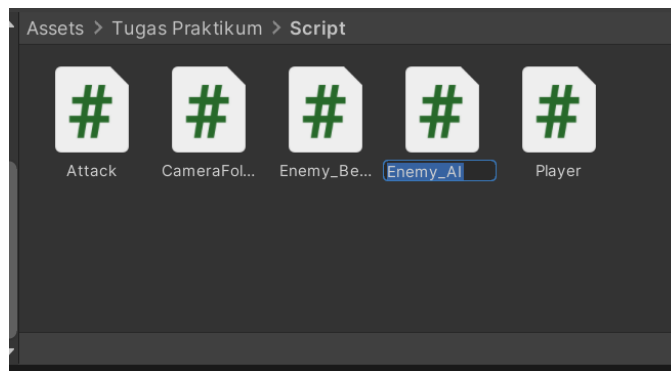 Assets > Tugas Praktikum > Script
Attack
CameraFol...
Enemy_Be...
Enemy_AI
Player